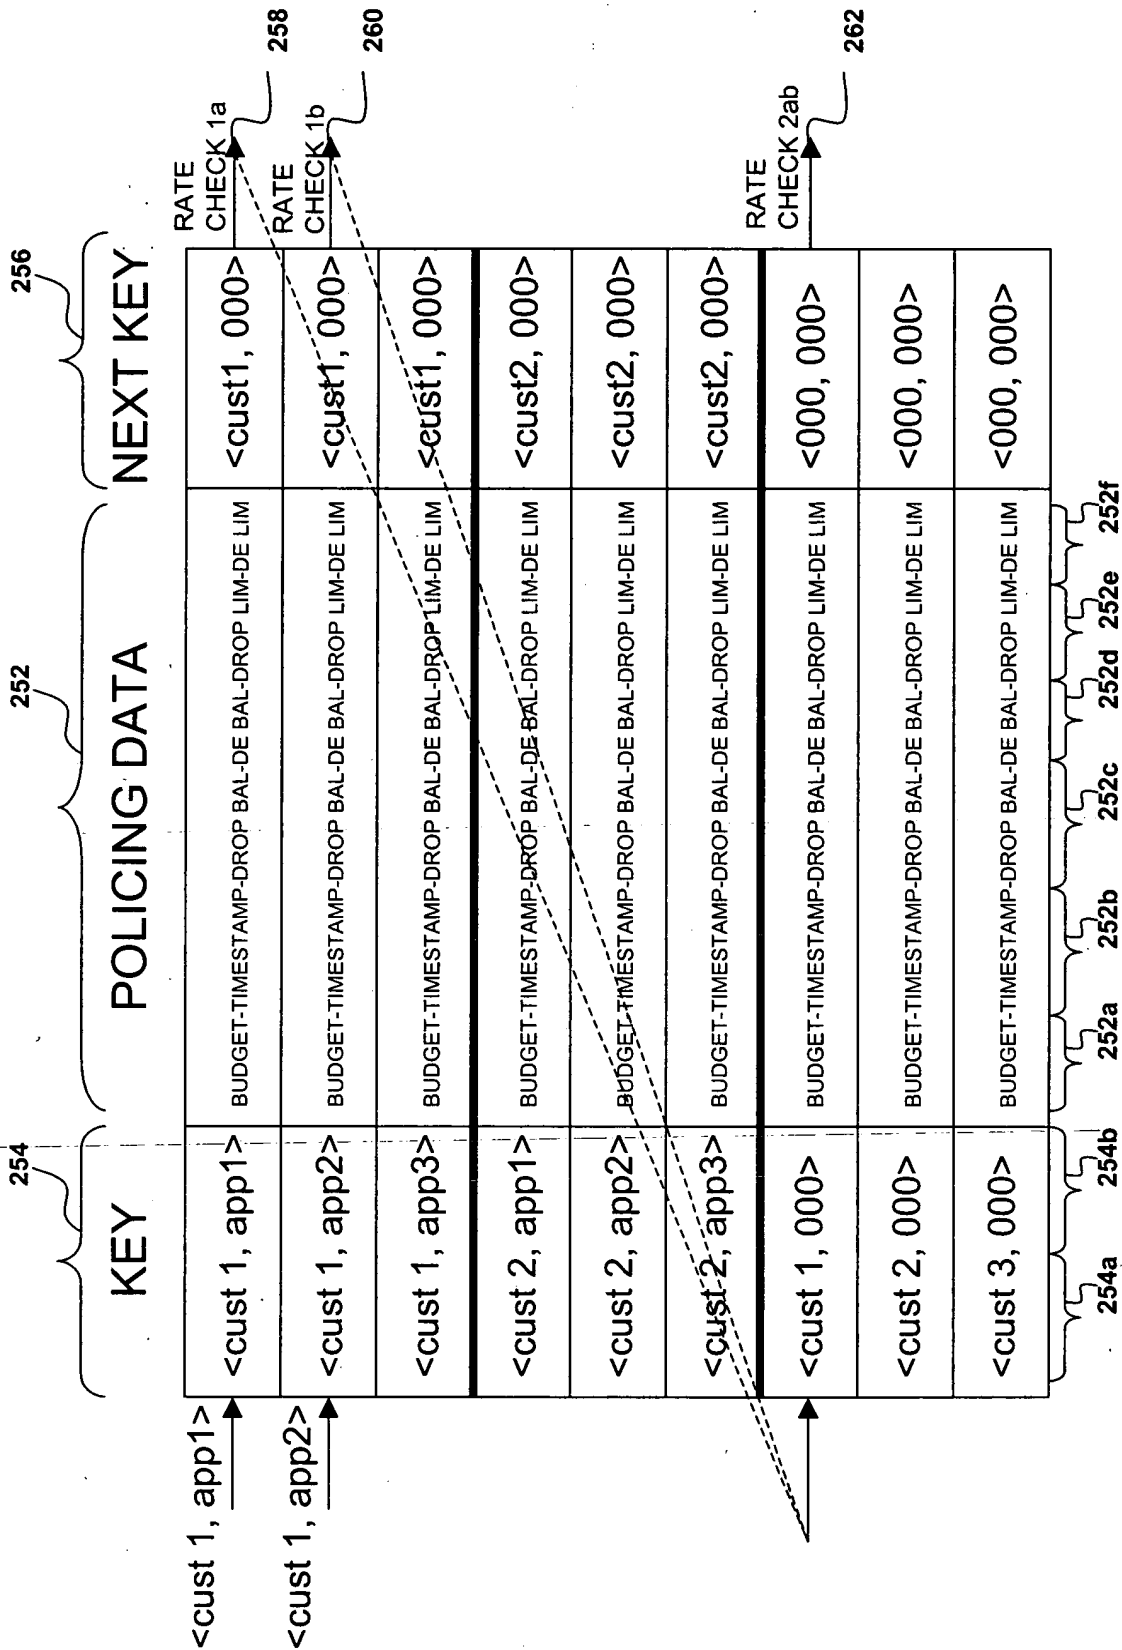 254
252
256
KEY
POLICING DATA
NEXT KEY
<cust 1, app1>
<cust 1, app1>
BUDGET-TIMESTAMP-DROP BAL-DE BAL-DROP LIM-DE LIM
<cust1, 000>
RATE
CHECK 1a
258
<cust 1, app2>
<cust 1, app2>
BUDGET-TIMESTAMP-DROP BAL-DE BAL-DROP LIM-DE LIM
<cust1, 000>
RATE
CHECK 1b
260
<cust 1, app3>
BUDGET-TIMESTAMP-DROP BAL-DE BAL-DROP LIM-DE LIM
<cust1, 000>
<cust 2, app1>
BUDGET-TIMESTAMP-DROP BAL-DE BAL-DROP LIM-DE LIM
<cust2, 000>
<cust 2, app2>
BUDGET-TIMESTAMP-DROP BAL-DE BAL-DROP LIM-DE LIM
<cust2, 000>
<cust 2, app3>
BUDGET-TIMESTAMP-DROP BAL-DE BAL-DROP LIM-DE LIM
<cust2, 000>
<cust 1, 000>
BUDGET-TIMESTAMP-DROP BAL-DE BAL-DROP LIM-DE LIM
<000, 000>
RATE
CHECK 2ab
262
<cust 2, 000>
BUDGET-TIMESTAMP-DROP BAL-DE BAL-DROP LIM-DE LIM
<000, 000>
<cust 3, 000>
BUDGET-TIMESTAMP-DROP BAL-DE BAL-DROP LIM-DE LIM
<000, 000>
254a
254b
252a
252b
252c
252d
252e
252f